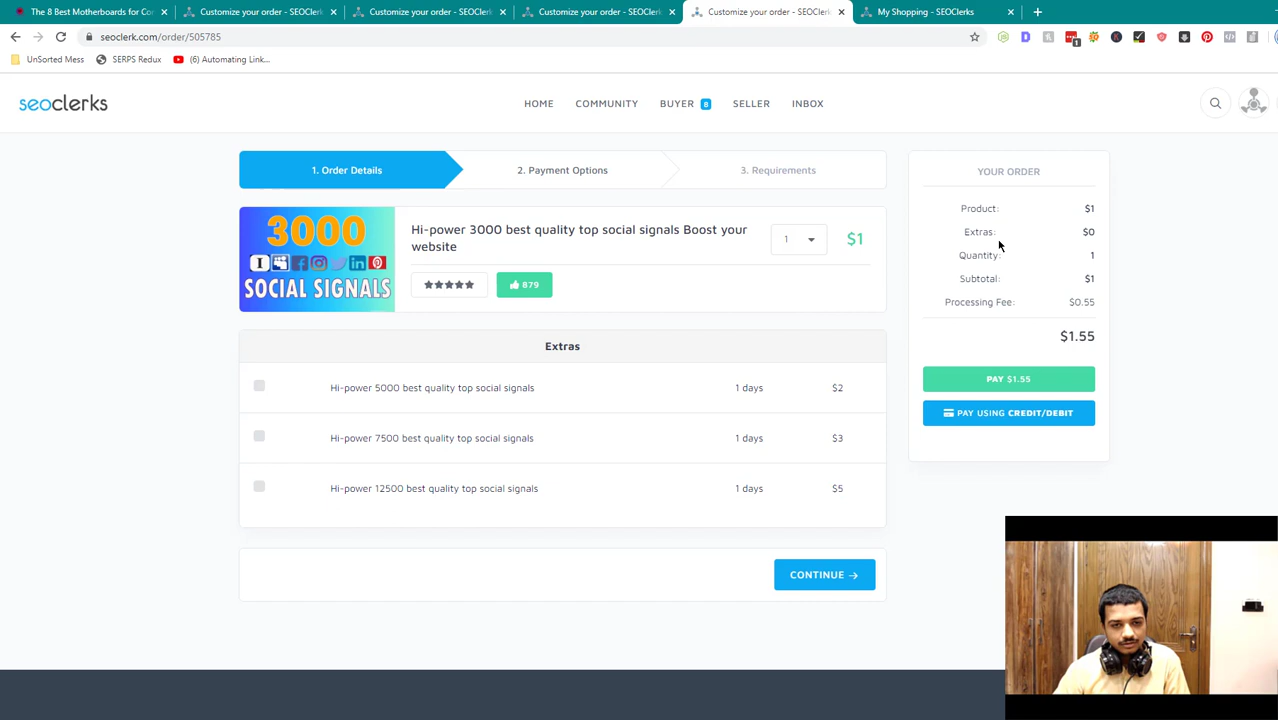 The 8 Best Motherboards for Co
Customize your order - SEOClerk
Customize your order - SEOClerk
Customize your order - SEOClerk
Customize your order - SEOClerk
My Shopping - SEOClerks
seoclerk.com/order/505785
UnSorted Mess
SERPS Redux
(6) Automating Link...
seoclerks
HOME
COMMUNITY
BUYER 8
SELLER
INBOX
1. Order Details
2. Payment Options
3. Requirements
3000
SOCIAL SIGNALS
Hi-power 3000 best quality top social signals Boost your
website
1
$1
879
Extras
Hi-power 5000 best quality top social signals 1 days $2
Hi-power 7500 best quality top social signals 1 days $3
Hi-power 12500 best quality top social signals 1 days $5
CONTINUE →
YOUR ORDER
Product: $1
Extras: $0
Quantity: 1
Subtotal: $1
Processing Fee: $0.55
$1.55
PAY $1.55
PAY USING CREDIT/DEBIT